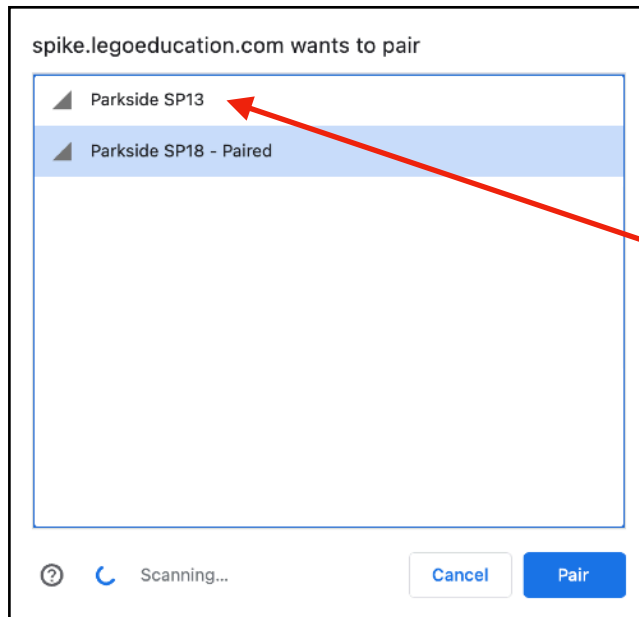 spike.legoeducation.com wants to pair
Parkside SP13
Parkside SP18 - Paired
Scanning...
Cancel
Pair